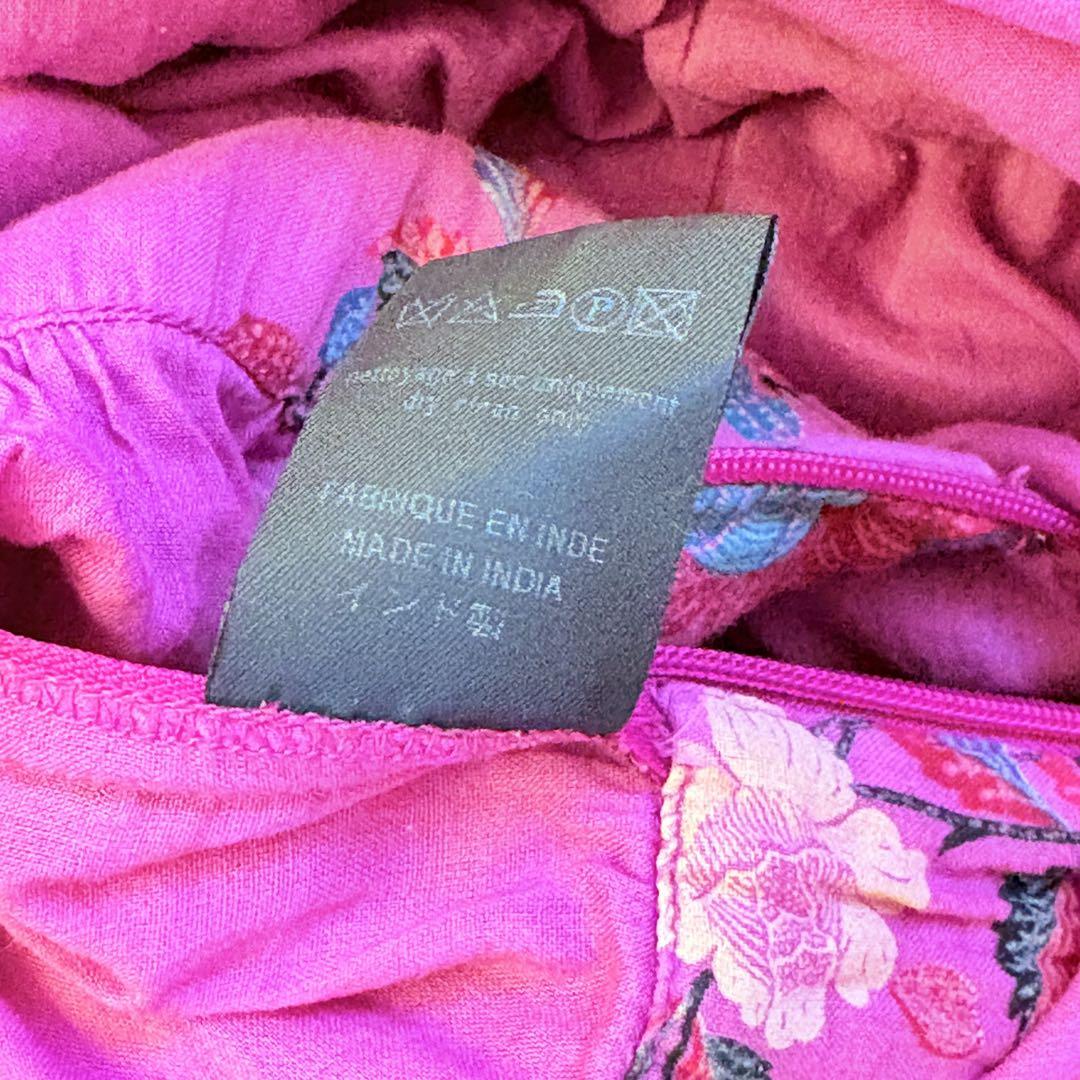 P
nettoyage à sec uniquement
dry clean only
FABRIQUE EN INDE
MADE IN INDIA
インド製